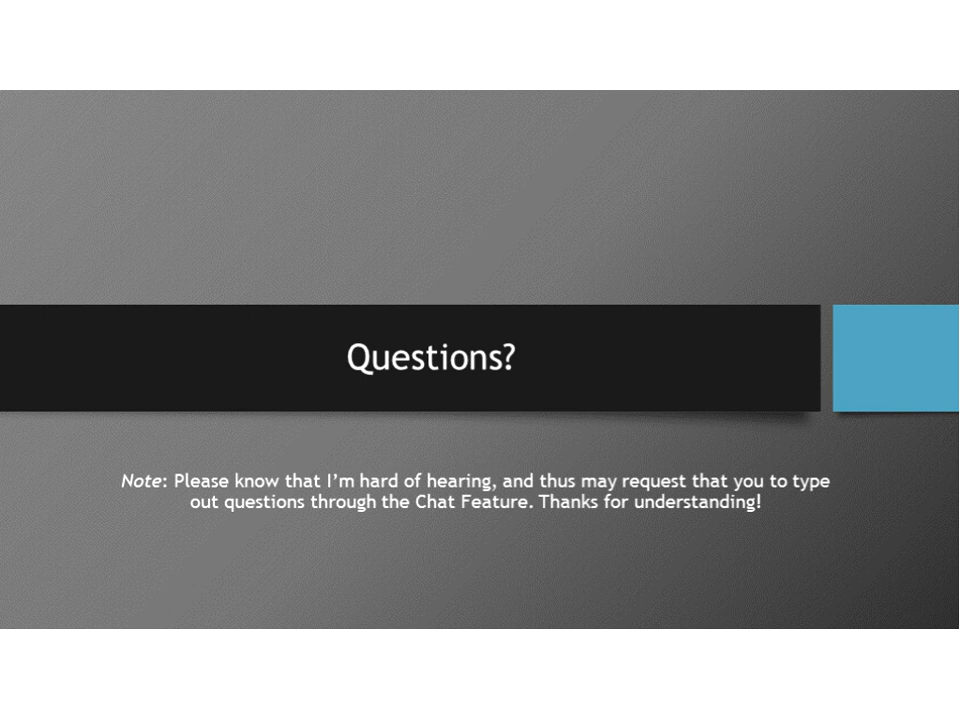 Questions?
Note: Please know that I'm hard of hearing, and thus may request that you to type
out questions through the Chat Feature. Thanks for understanding!